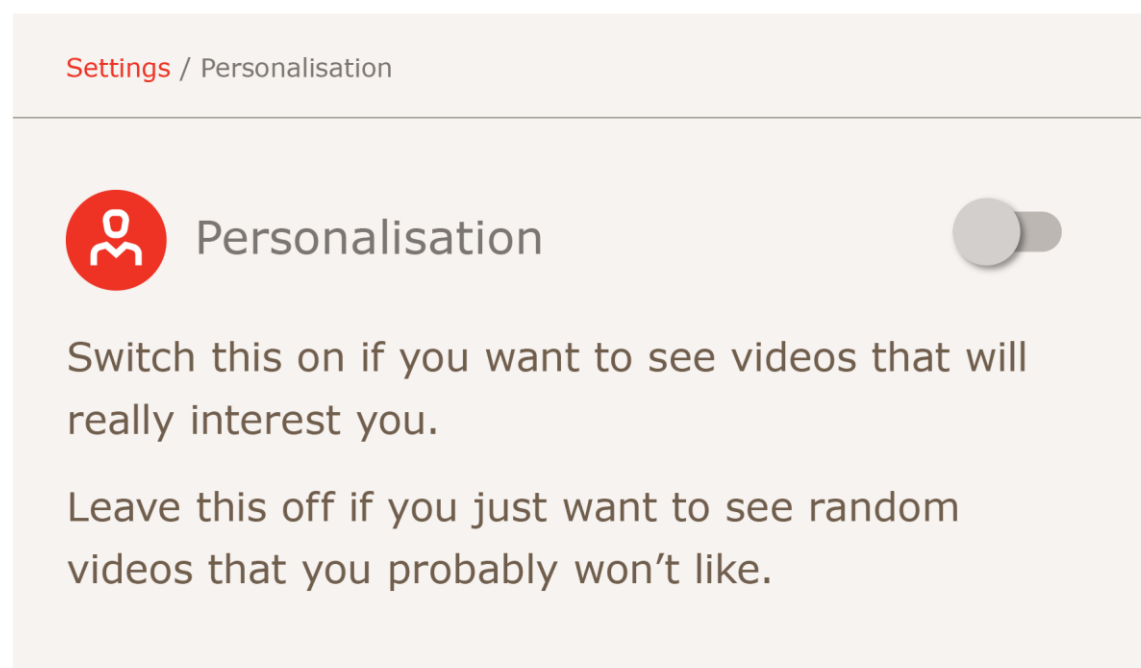 Settings / Personalisation
Personalisation
Switch this on if you want to see videos that will
really interest you.
Leave this off if you just want to see random
videos that you probably won’t like.